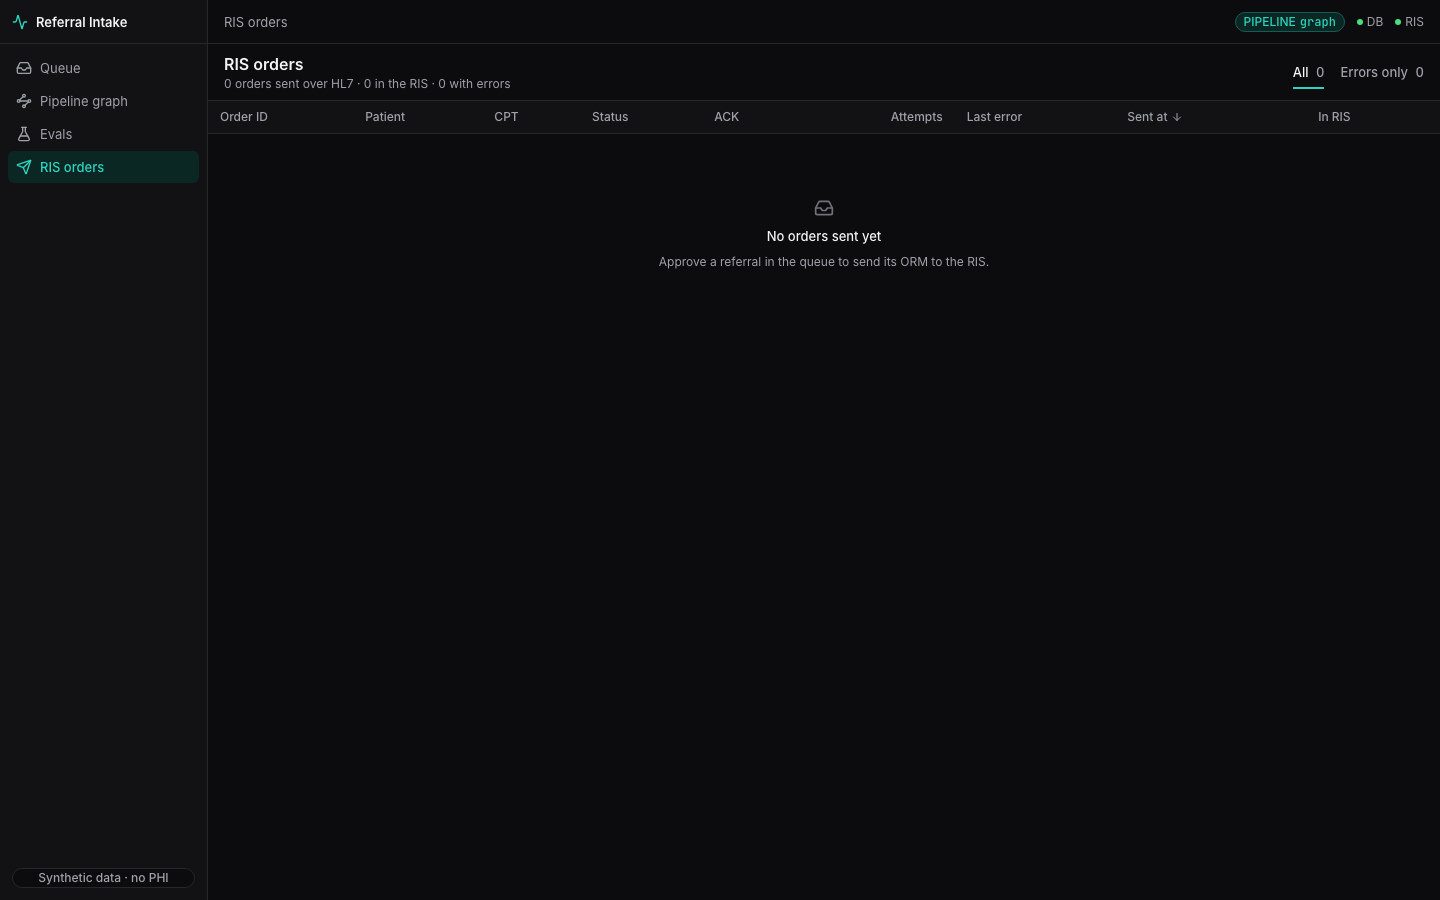 Referral Intake
RIS orders
PIPELINE graph
DB
RIS
Queue
Pipeline graph
Evals
RIS orders
RIS orders
0 orders sent over HL7 · 0 in the RIS · 0 with errors
All 0
Errors only 0
Order ID Patient CPT Status ACK Attempts Last error Sent at ↓ In RIS
No orders sent yet
Approve a referral in the queue to send its ORM to the RIS.
Synthetic data · no PHI